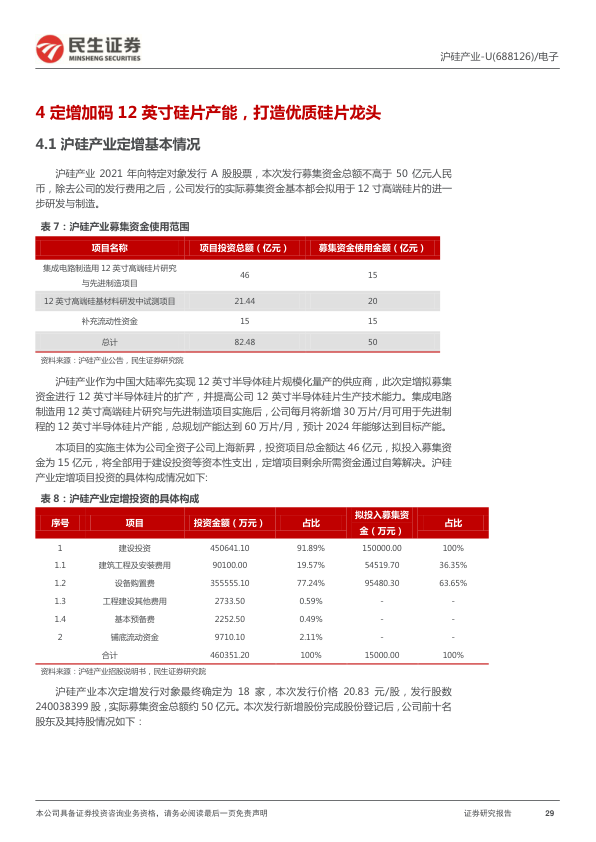 民生证券
MINSHENG SECURITIES
沪硅产业-U(688126)/电子
4 定增加码 12 英寸硅片产能，打造优质硅片龙头
4.1 沪硅产业定增基本情况
沪硅产业 2021 年向特定对象发行 A 股股票，本次发行募集资金总额不高于 50 亿元人民
币，除去公司的发行费用之后，公司发行的实际募集资金基本都会拟用于 12 寸高端硅片的进一
步研发与制造。
表 7：沪硅产业募集资金使用范围
项目名称 项目投资总额（亿元） 募集资金使用金额（亿元）
集成电路制造用 12 英寸高端硅片研究
与先进制造项目 46 15
12 英寸高端硅基材料研发中试测项目 21.44 20
补充流动性资金 15 15
总计 82.48 50
资料来源：沪硅产业公告，民生证券研究院
沪硅产业作为中国大陆率先实现 12 英寸半导体硅片规模化量产的供应商，此次定增拟募集
资金进行 12 英寸半导体硅片的扩产，并提高公司 12 英寸半导体硅片生产技术能力。集成电路
制造用 12 英寸高端硅片研究与先进制造项目实施后，公司每月将新增 30 万片/月可用于先进制
程的 12 英寸半导体硅片产能，总规划产能达到 60 万片/月，预计 2024 年能够达到目标产能。
本项目的实施主体为公司全资子公司上海新昇，投资项目总金额达 46 亿元，拟投入募集资
金为 15 亿元，将全部用于建设投资等资本性支出，定增项目剩余所需资金通过自筹解决。沪硅
产业定增项目投资的具体构成情况如下:
表 8：沪硅产业定增投资的具体构成
序号 项目 投资金额（万元） 占比 拟投入募集资
金（万元） 占比
1 建设投资 450641.10 91.89% 150000.00 100%
1.1 建筑工程及安装费用 90100.00 19.57% 54519.70 36.35%
1.2 设备购置费 355555.10 77.24% 95480.30 63.65%
1.3 工程建设其他费用 2733.50 0.59% - -
1.4 基本预备费 2252.50 0.49% - -
2 铺底流动资金 9710.10 2.11% - -
合计 460351.20 100% 15000.00 100%
资料来源：沪硅产业招股说明书，民生证券研究院
沪硅产业本次定增发行对象最终确定为 18 家，本次发行价格 20.83 元/股，发行股数
240038399 股，实际募集资金总额约 50 亿元。本次发行新增股份完成股份登记后，公司前十名
股东及其持股情况如下：
本公司具备证券投资咨询业务资格，请务必阅读最后一页免责声明 证券研究报告 29